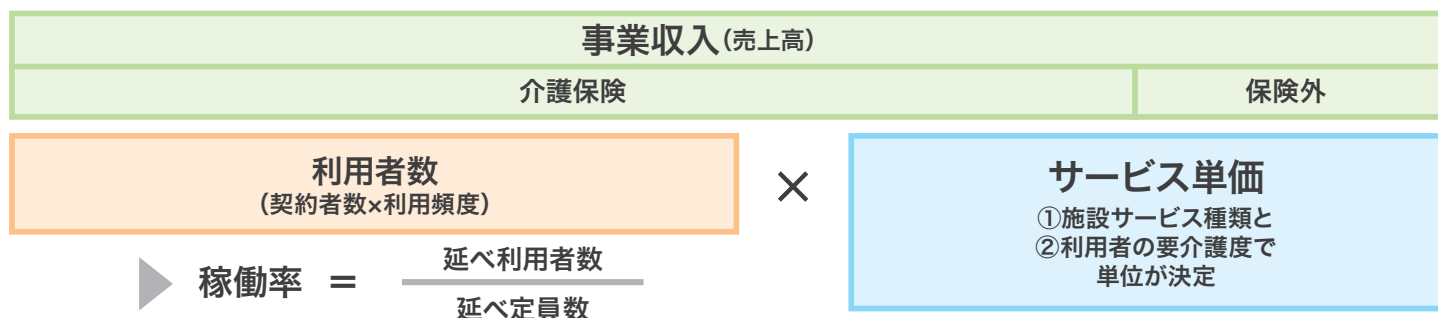 事業収入(売上高)
介護保険
保険外
利用者数
(契約者数×利用頻度)
×
サービス単価
①施設サービス種類と
②利用者の要介護度で
単位が決定
稼働率 =
延べ利用者数
延べ定員数